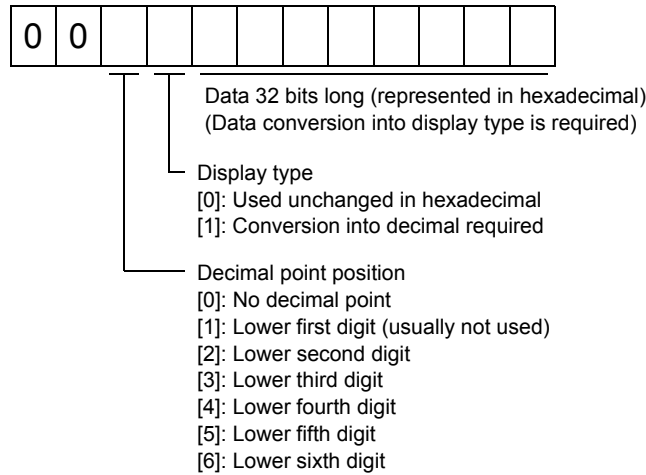 0 0
Data 32 bits long (represented in hexadecimal)
(Data conversion into display type is required)
Display type
[0]: Used unchanged in hexadecimal
[1]: Conversion into decimal required
Decimal point position
[0]: No decimal point
[1]: Lower first digit (usually not used)
[2]: Lower second digit
[3]: Lower third digit
[4]: Lower fourth digit
[5]: Lower fifth digit
[6]: Lower sixth digit